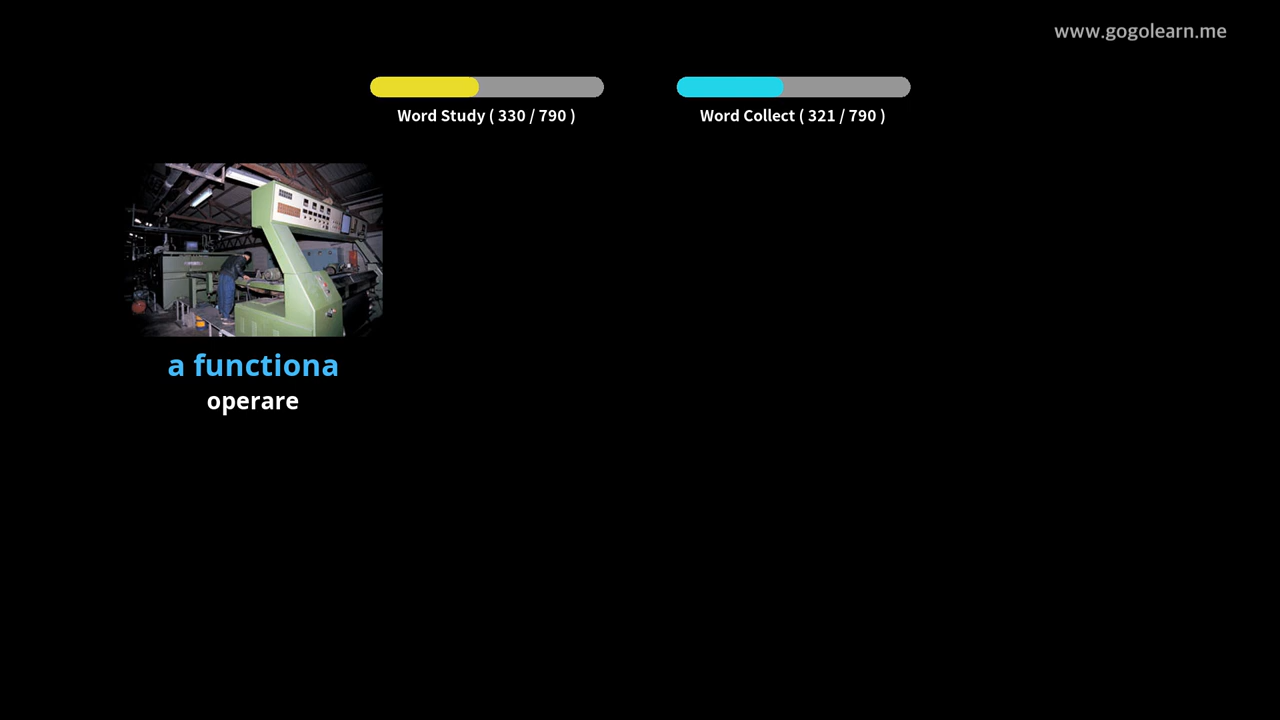 www.gogolearn.me
Word Study ( 330 / 790 )
Word Collect ( 321 / 790 )
a functiona
operare